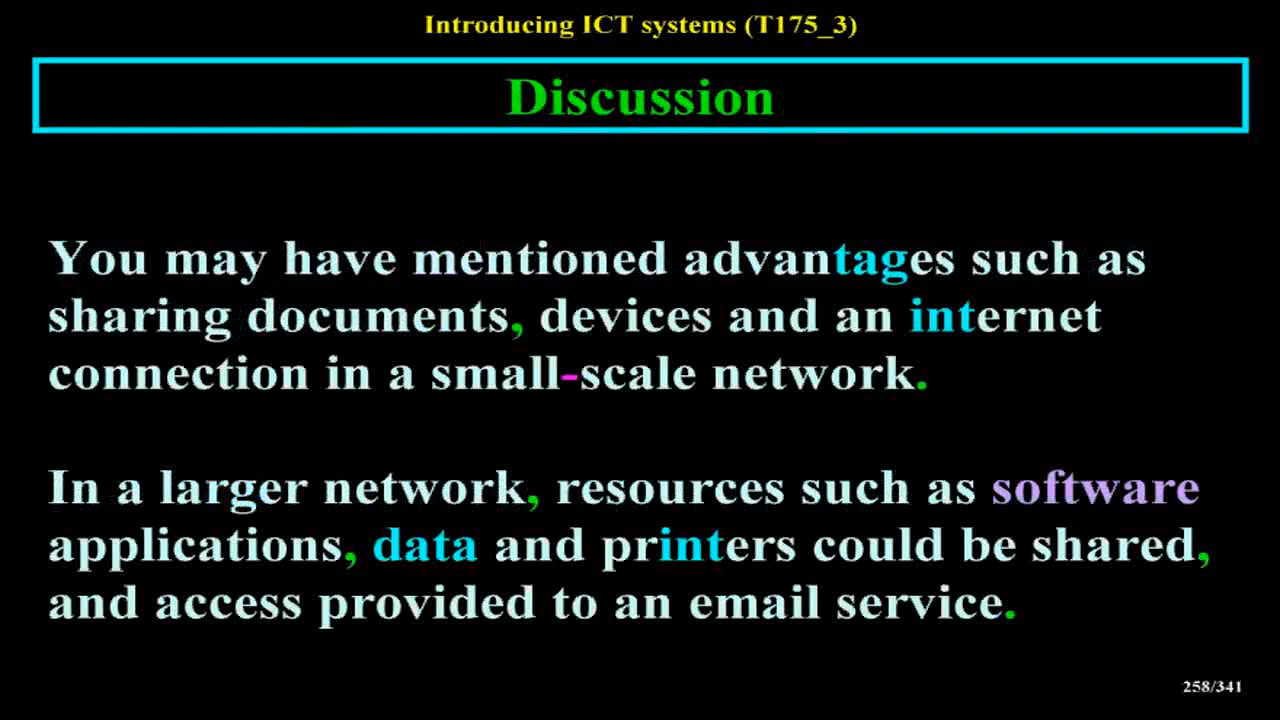 Introducing ICT systems (T175_3)
Discussion
You may have mentioned advantages such as
sharing documents, devices and an internet
connection in a small-scale network.
In a larger network, resources such as software
applications, data and printers could be shared,
and access provided to an email service.
258/341